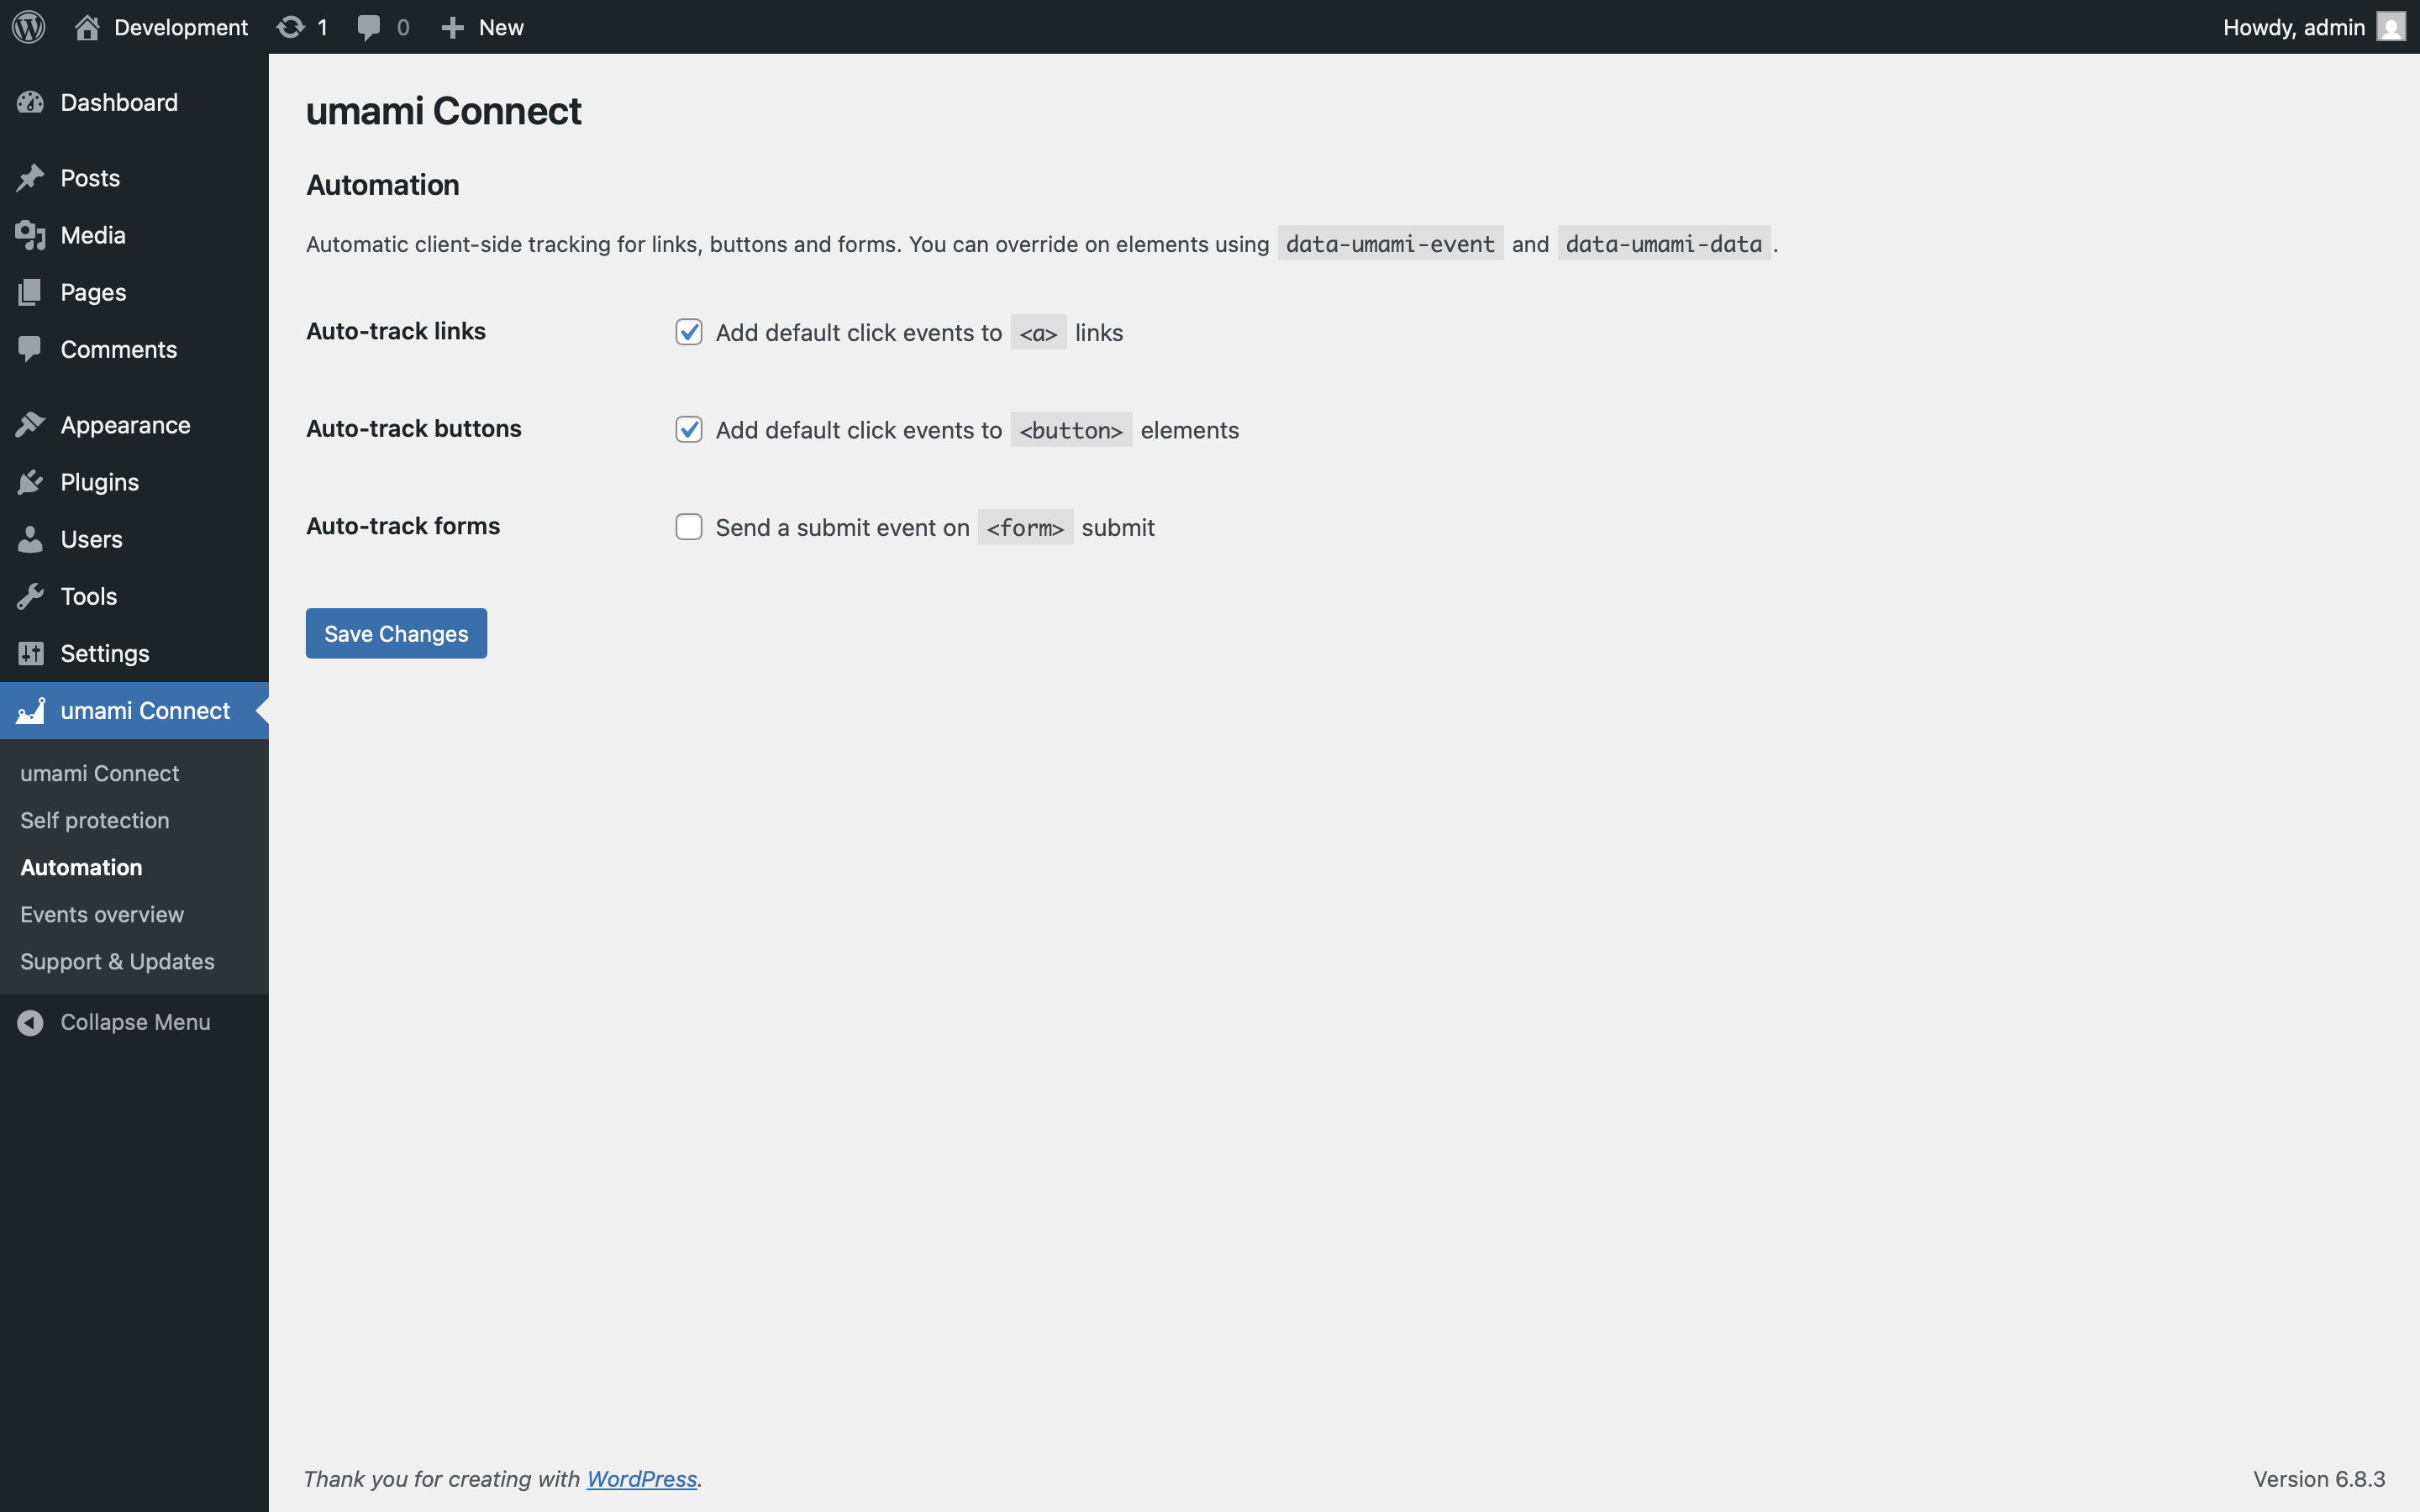 Development 1 0 New Howdy, admin
Dashboard
Posts
Media
Pages
Comments
Appearance
Plugins
Users
Tools
Settings
umami Connect
umami Connect
Self protection
Automation
Events overview
Support & Updates
Collapse Menu
umami Connect
Automation
Automatic client-side tracking for links, buttons and forms. You can override on elements using data-umami-event and data-umami-data .
Auto-track links Add default click events to <a> links
Auto-track buttons Add default click events to <button> elements
Auto-track forms Send a submit event on <form> submit
Save Changes
Thank you for creating with WordPress. Version 6.8.3